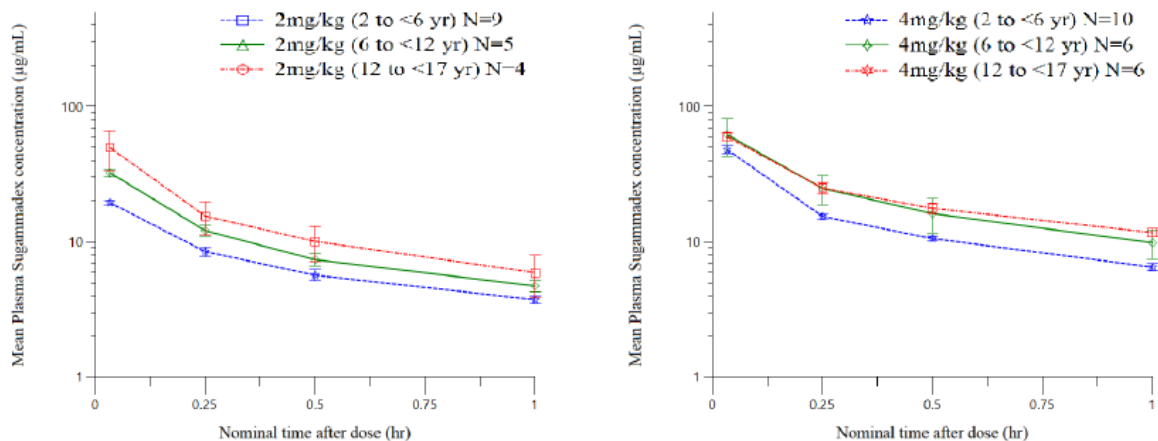 2mg/kg (2 to <6 yr) N=9
2mg/kg (6 to <12 yr) N=5
2mg/kg (12 to <17 yr) N=4
Mean Plasma Sugammadex concentration (µg/mL)
100
10
1
0
0.25
0.5
0.75
1
Nominal time after dose (hr)
4mg/kg (2 to <6 yr) N=10
4mg/kg (6 to <12 yr) N=6
4mg/kg (12 to <17 yr) N=6
Mean Plasma Sugammadex concentration (µg/mL)
100
10
1
0
0.25
0.5
0.75
1
Nominal time after dose (hr)